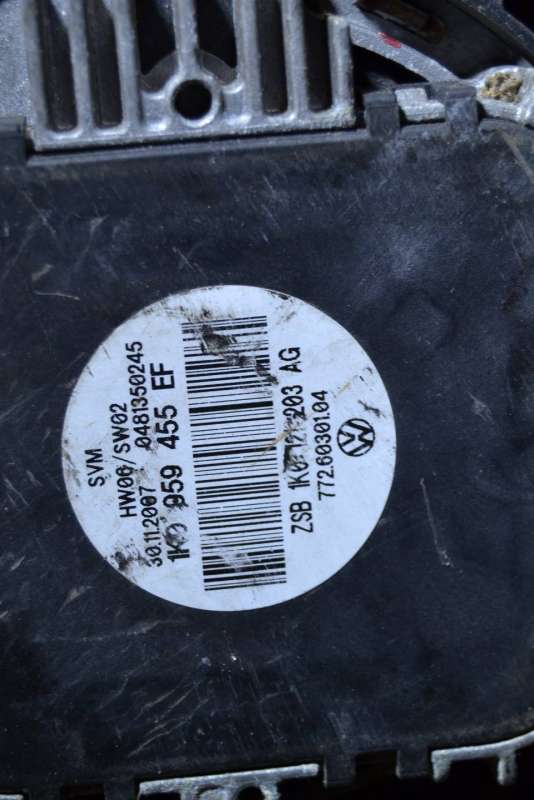 SVM
HW06/SW02
30.11.2007 0481350245
1K0 959 455 EF
ZSB 1K0 121 203 AG
772.60301.04